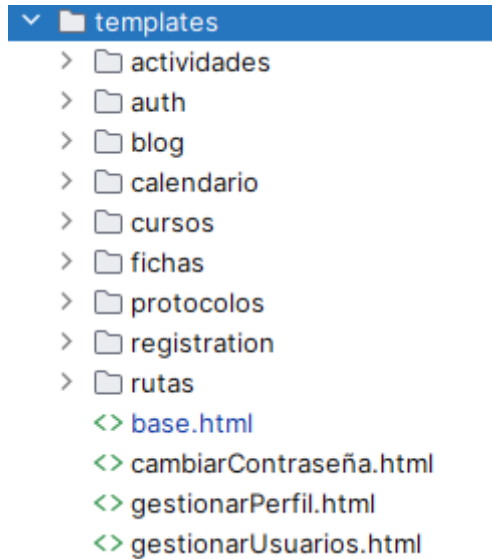 templates
actividades
auth
blog
calendario
cursos
fichas
protocolos
registration
rutas
base.html
cambiarContraseña.html
gestionarPerfil.html
gestionarUsuarios.html